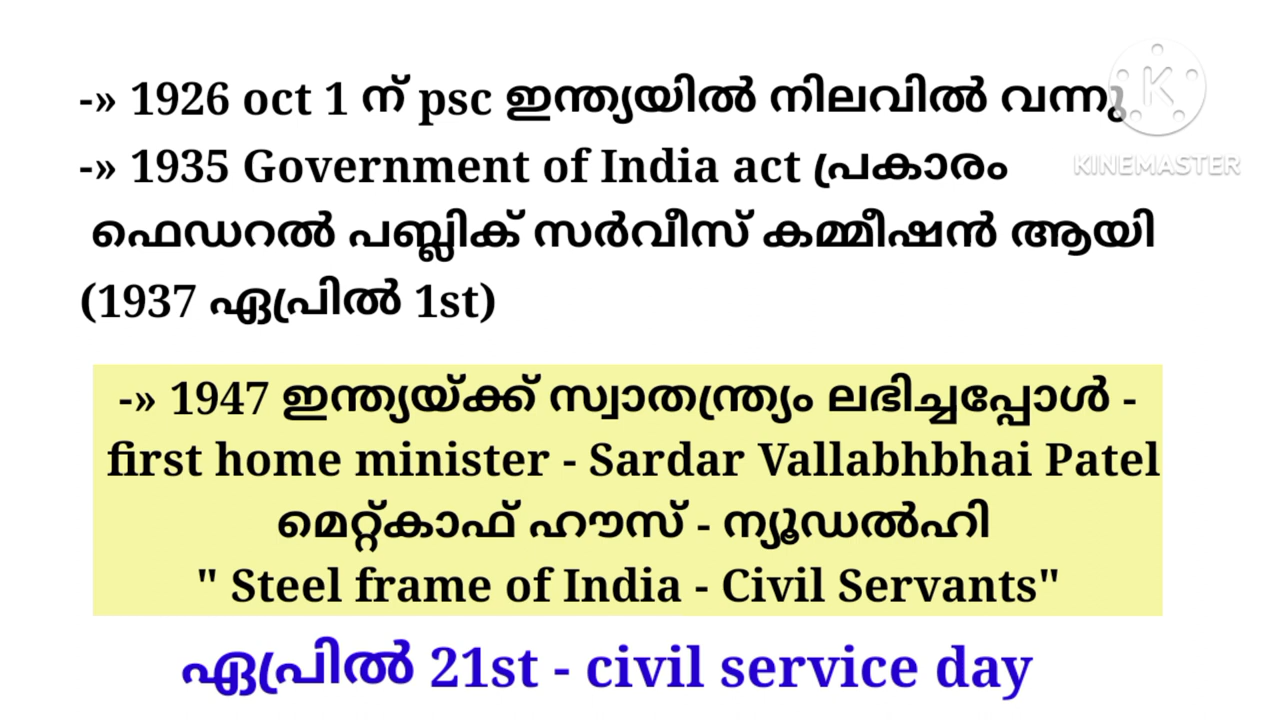 -» 1926 oct 1 ന് psc ഇന്ത്യയിൽ നിലവിൽ വന്നു
-» 1935 Government of India act പ്രകാരം
ഫെഡറൽ പബ്ലിക് സർവീസ് കമ്മീഷൻ ആയി
(1937 ഏപ്രിൽ 1st)
-» 1947 ഇന്ത്യയ്ക്ക് സ്വാതന്ത്ര്യം ലഭിച്ചപ്പോൾ -
first home minister - Sardar Vallabhbhai Patel
മെറ്റ്കാഫ് ഹൗസ് - ന്യൂഡൽഹി
" Steel frame of India - Civil Servants"
ഏപ്രിൽ 21st - civil service day
K
KINEMASTER